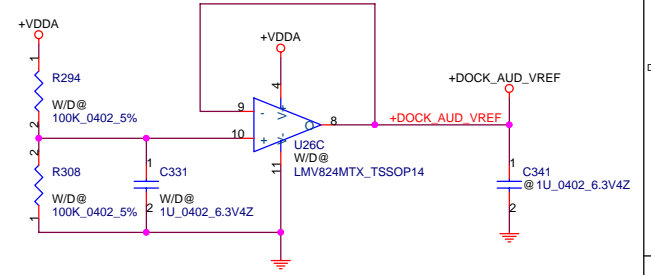 +VDDA
1
R294
W/D@
100K_0402_5%
2
2
R308
W/D@
100K_0402_5%
1
1
C331
W/D@
2
1U_0402_6.3V4Z
+VDDA
4
V+
9
-
O
8
10
+
V-
11
U26C
W/D@
LMV824MTX_TSSOP14
+DOCK_AUD_VREF
+DOCK_AUD_VREF
1
C341
@
1U_0402_6.3V4Z
2
D